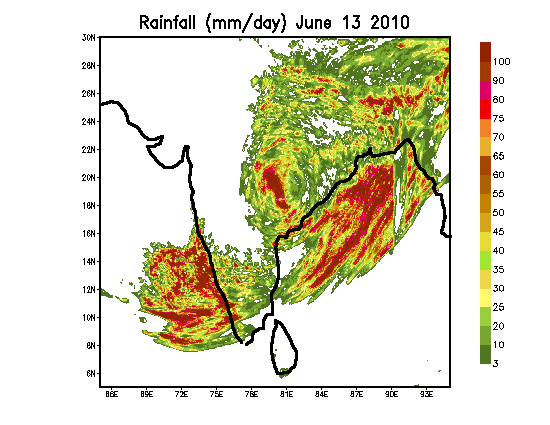 Rainfall (mm/day) June 13 2010
30N
28N
26N
24N
22N
20N
18N
16N
14N
12N
10N
8N
6N
66E 69E 72E 75E 78E 81E 84E 87E 90E 93E
100
90
80
75
70
65
60
55
50
45
40
35
30
25
20
10
3